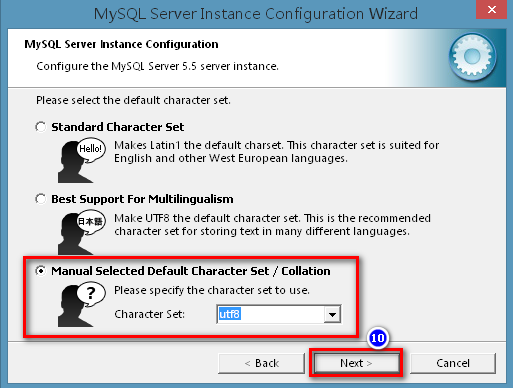 MySQL Server Instance Configuration Wizard
MySQL Server Instance Configuration
Configure the MySQL Server 5.5 server instance.
Please select the default character set.
Standard Character Set
Hello!
Makes Latin1 the default charset. This character set is suited for
English and other West European languages.
Best Support For Multilingualism
日本語
Make UTF8 the default character set. This is the recommended
character set for storing text in many different languages.
Manual Selected Default Character Set / Collation
?
Please specify the character set to use.
Character Set:
utf8
10
< Back
Next >
Cancel